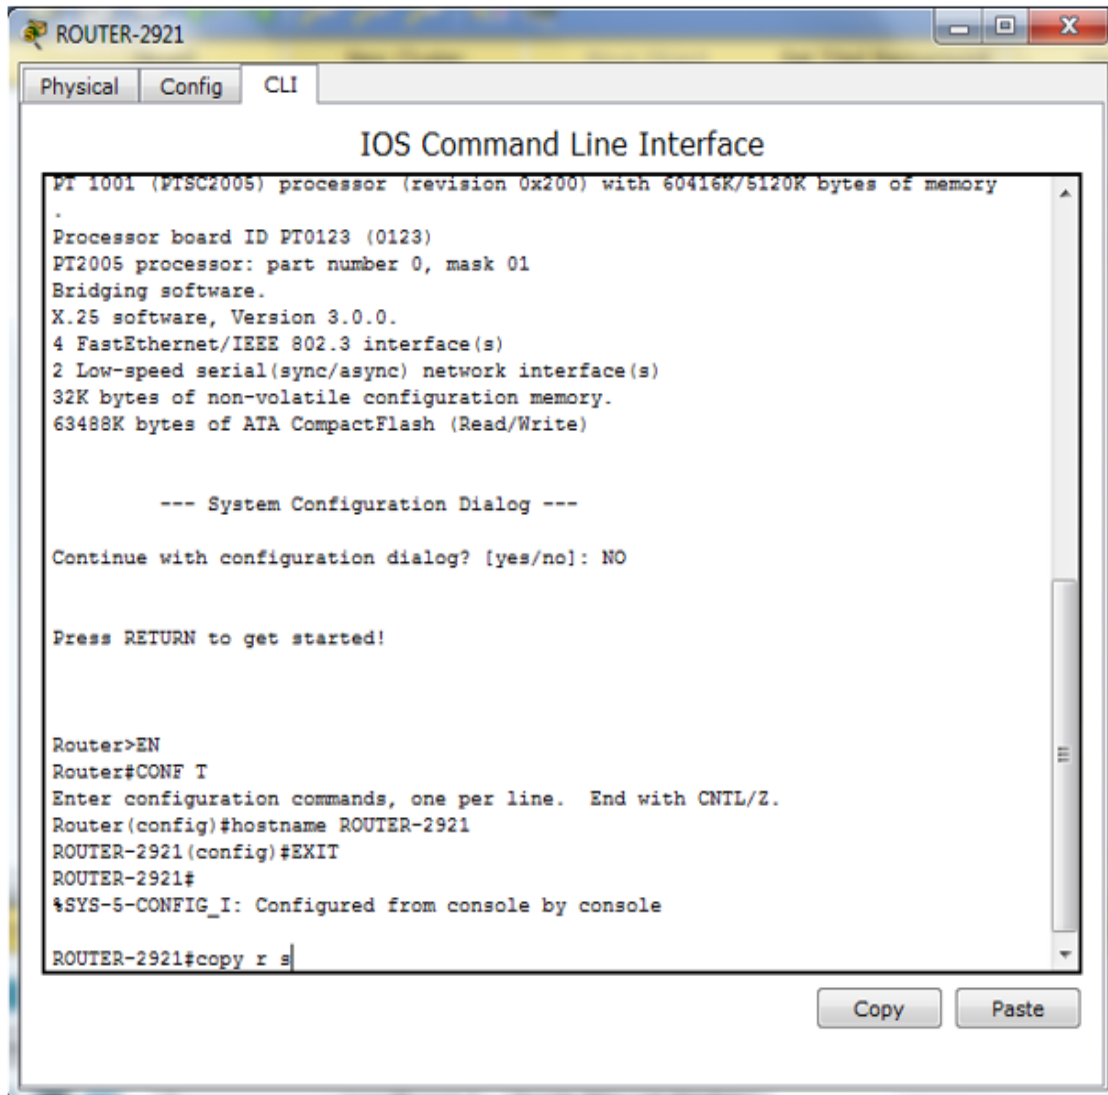 ROUTER-2921
Physical Config CLI
IOS Command Line Interface
PT 1001 (PTSC2005) processor (revision 0x200) with 60416K/5120K bytes of memory
.
Processor board ID PT0123 (0123)
PT2005 processor: part number 0, mask 01
Bridging software.
X.25 software, Version 3.0.0.
4 FastEthernet/IEEE 802.3 interface(s)
2 Low-speed serial(sync/async) network interface(s)
32K bytes of non-volatile configuration memory.
63488K bytes of ATA CompactFlash (Read/Write)
--- System Configuration Dialog ---
Continue with configuration dialog? [yes/no]: NO
Press RETURN to get started!
Router>EN
Router#CONF T
Enter configuration commands, one per line.  End with CNTL/Z.
Router(config)#hostname ROUTER-2921
ROUTER-2921(config)#EXIT
ROUTER-2921#
%SYS-5-CONFIG_I: Configured from console by console
ROUTER-2921#copy r s
Copy Paste